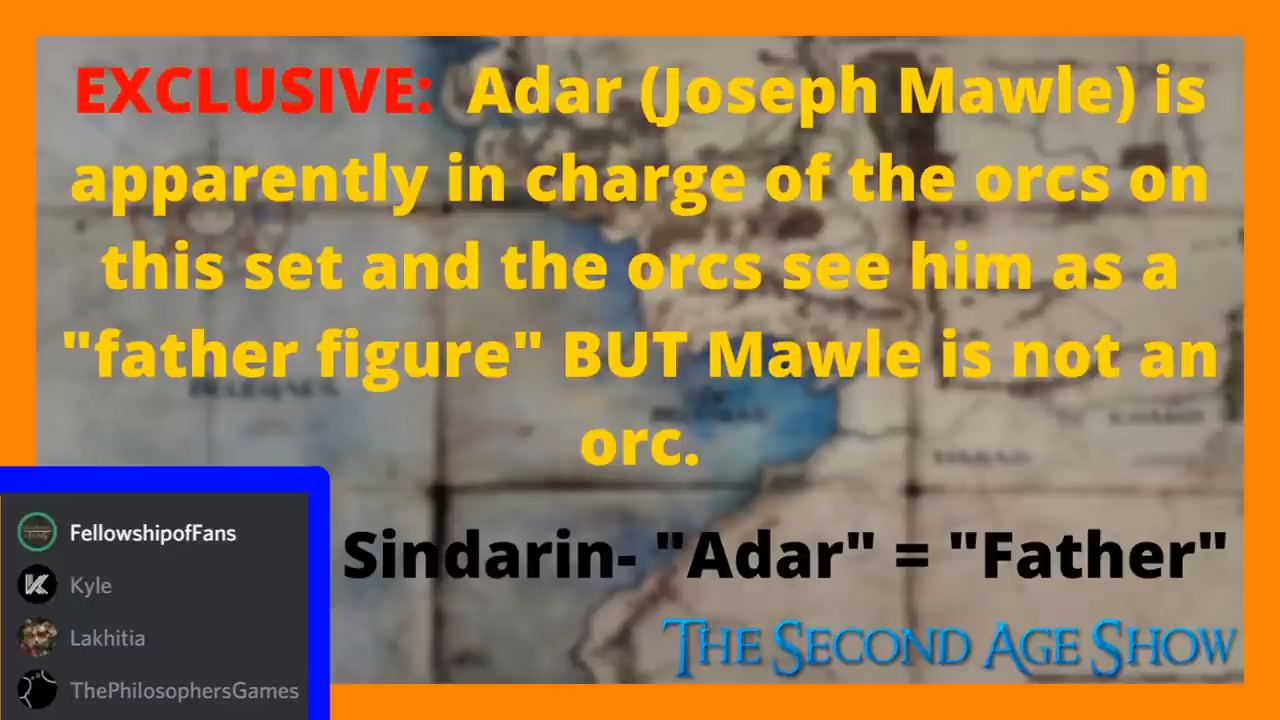 EXCLUSIVE: Adar (Joseph Mawle) is
apparently in charge of the orcs on
this set and the orcs see him as a
"father figure" BUT Mawle is not an
orc.
Sindarin- "Adar" = "Father"
THE SECOND AGE SHOW
FellowshipofFans
Kyle
Lakhitia
ThePhilosophersGames